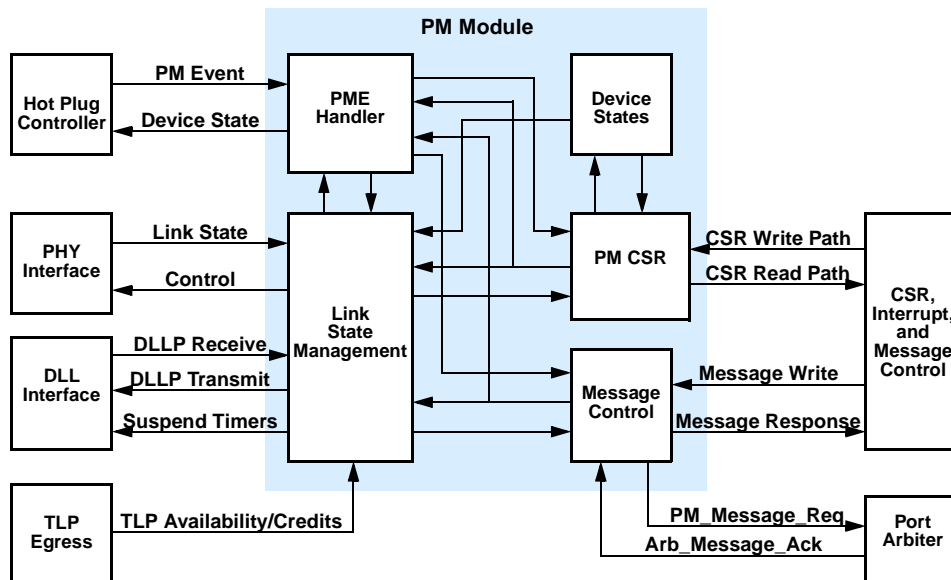 PM Module
PM Event
Hot Plug
Controller
Device State
PME
Handler
Device
States
PHY
Interface
Link State
Control
Link
State
Management
PM CSR
CSR Write Path
CSR Read Path
CSR,
Interrupt,
and
Message
Control
DLL
Interface
DLLP Receive
DLLP Transmit
Suspend Timers
Message
Control
Message Write
Message Response
TLP
Egress
TLP Availability/Credits
PM_Message_Req
Arb_Message_Ack
Port
Arbiter